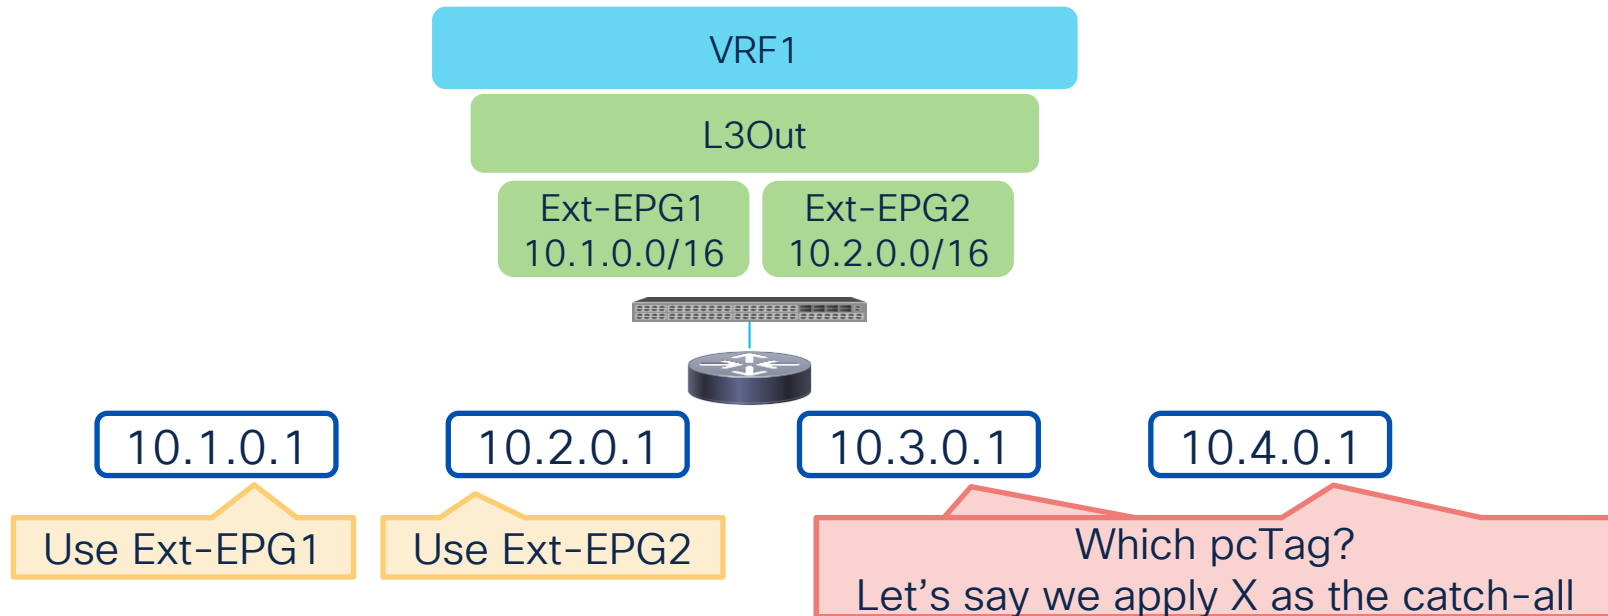 VRF1
L3Out
Ext-EPG1
10.1.0.0/16
Ext-EPG2
10.2.0.0/16
10.1.0.1
10.2.0.1
10.3.0.1
10.4.0.1
Use Ext-EPG1
Use Ext-EPG2
Which pcTag?
Let's say we apply X as the catch-all